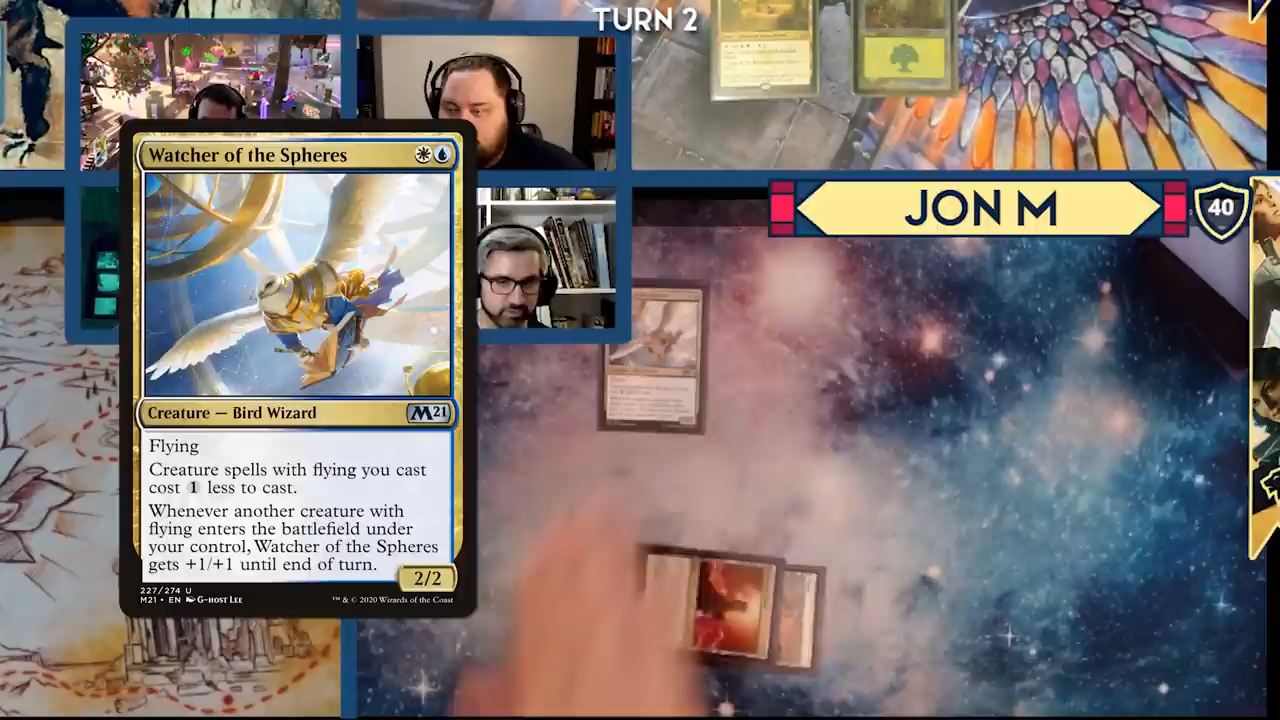 TURN 2
JON M
40
Watcher of the Spheres
Creature — Bird Wizard
M21
Flying
Creature spells with flying you cast
cost 1 less to cast.
Whenever another creature with
flying enters the battlefield under
your control, Watcher of the Spheres
gets +1/+1 until end of turn.
2/2
227/274 U
M21 • EN G-HOST LEE
™ & © 2020 Wizards of the Coast